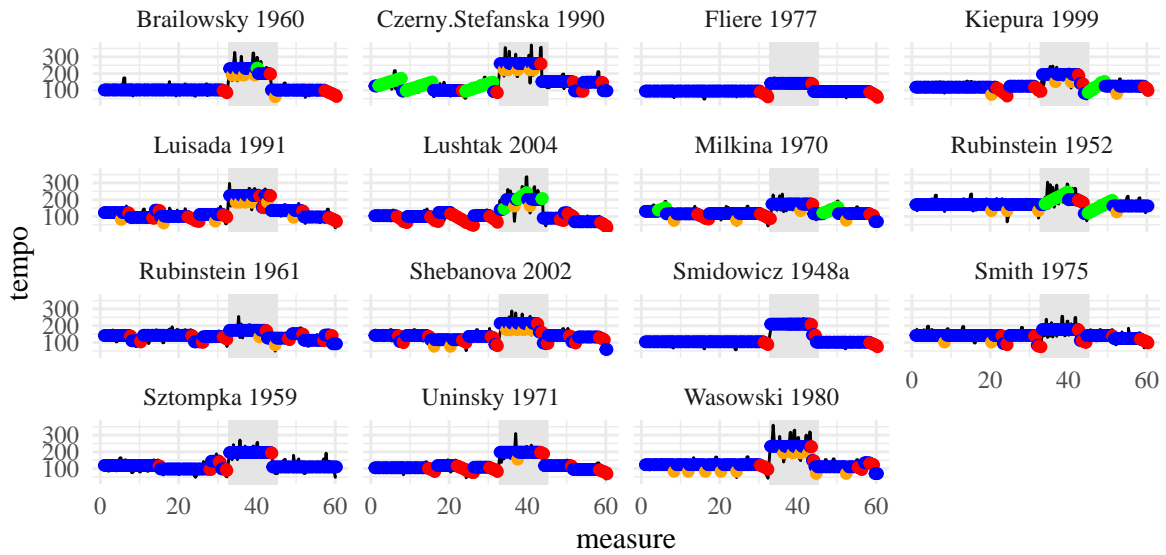 Brailowsky 1960 Czerny.Stefanska 1990 Fliere 1977 Kiepura 1999
300
200
100
Luisada 1991 Lushtak 2004 Milkina 1970 Rubinstein 1952
300
200
100
tempo
Rubinstein 1961 Shebanova 2002 Smidowicz 1948a Smith 1975
300
200
100
0 20 40 60
Sztompka 1959 Uninsky 1971 Wasowski 1980
300
200
100
0 20 40 60 0 20 40 60 0 20 40 60
measure